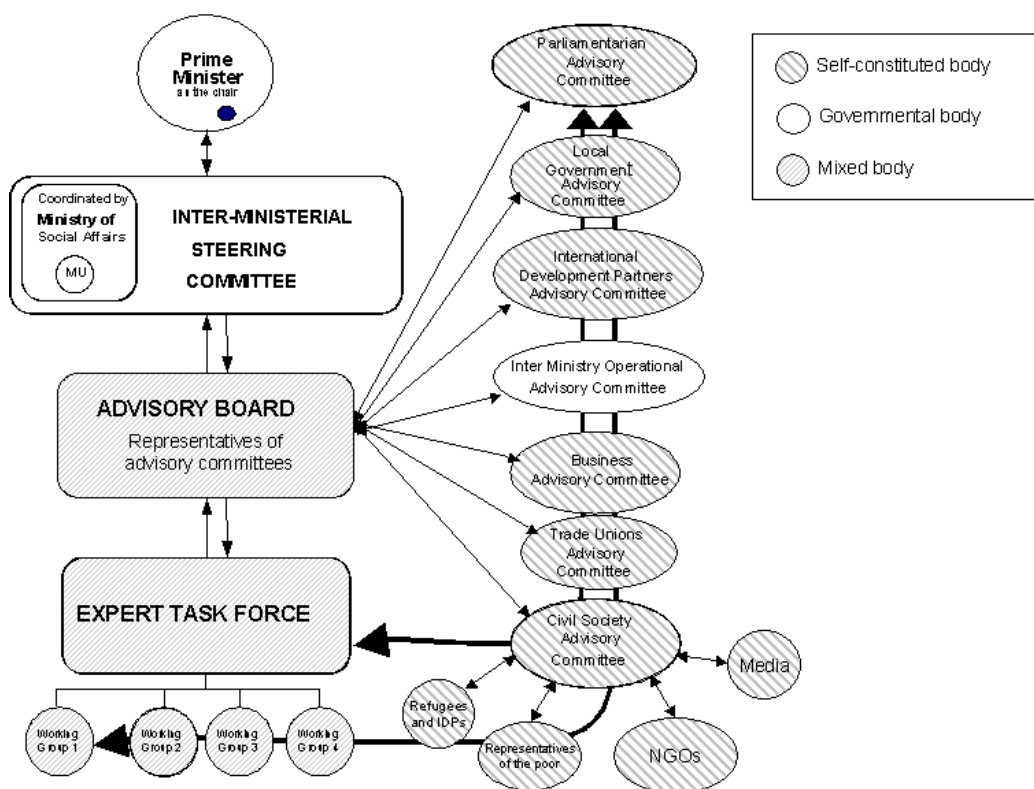 Prime
Minister
as the chair
Coordinated by
Ministry of
Social Affairs
MU
INTER-MINISTERIAL
STEERING
COMMITTEE
ADVISORY BOARD
Representatives of
advisory committees
EXPERT TASK FORCE
Working
Group 1
Working
Group 2
Working
Group 3
Working
Group 4
Parliamentarian
Advisory
Committee
Local
Government
Advisory
Committee
International
Development Partners
Advisory Committee
Inter Ministry Operational
Advisory Committee
Business
Advisory Committee
Trade Unions
Advisory
Committee
Civil Society
Advisory
Committee
Refugees
and IDPs
Representatives
of the poor
NGOs
Media
Self-constituted body
Governmental body
Mixed body